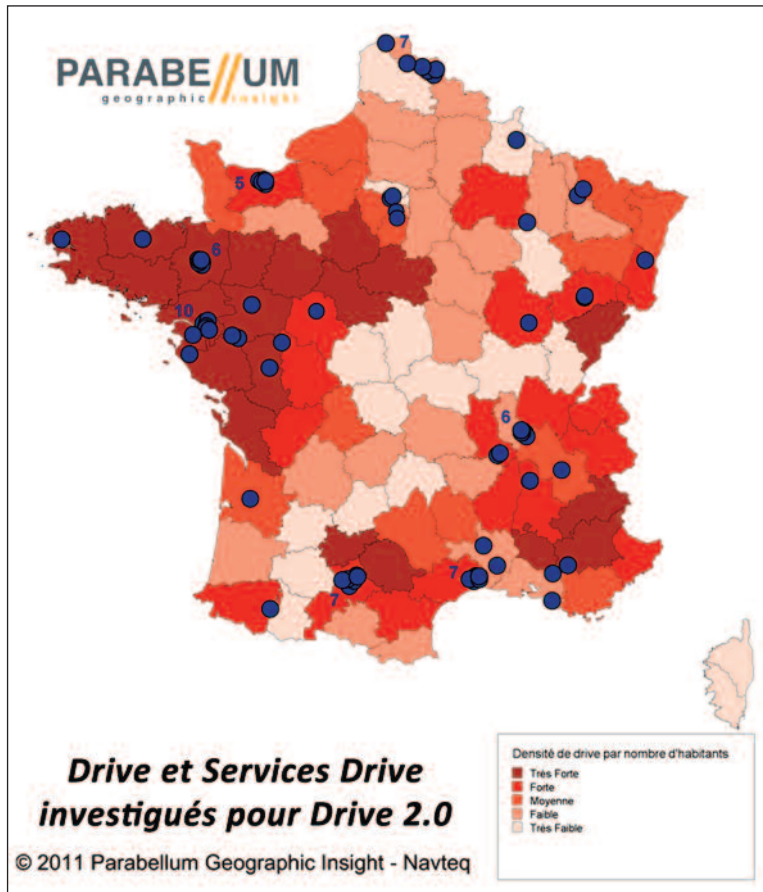 7
PARABELLUM
geographic insight
5
6
10
6
7
7
Densité de drive par nombre d'habitants
Très Forte
Forte
Moyenne
Faible
Très Faible
Drive et Services Drive
investigués pour Drive 2.0
© 2011 Parabellum Geographic Insight - Navteq